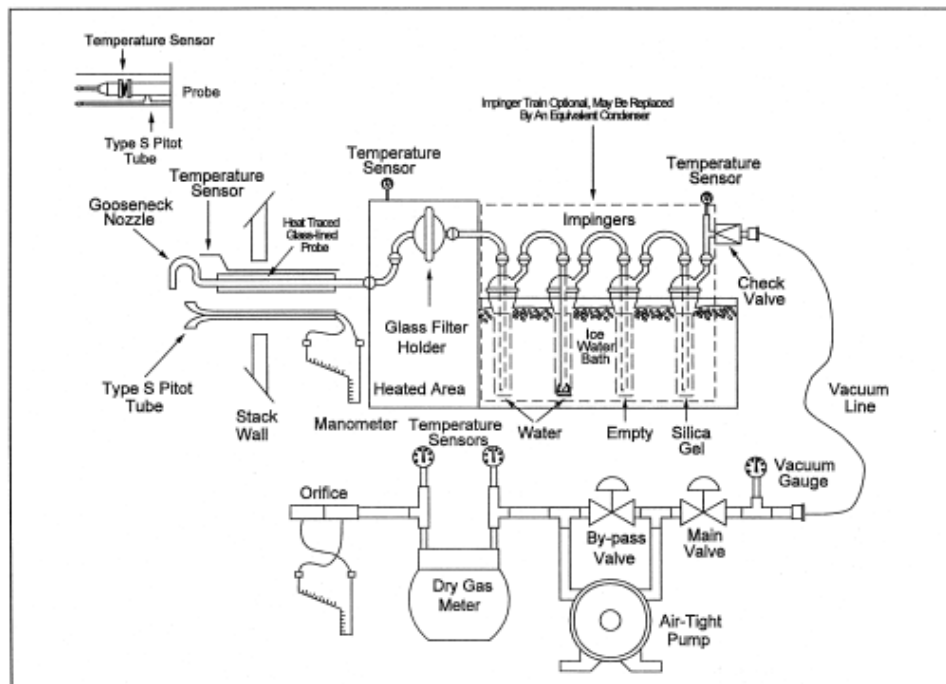 Temperature Sensor
Probe
Type S Pitot
Tube
Impinger Train Optional, May Be Replaced
By An Equivalent Condenser
Temperature
Sensor
Temperature
Sensor
Temperature
Sensor
Gooseneck
Nozzle
Heat Traced
Glass-lined
Probe
Impingers
Check
Valve
Glass Filter
Holder
Ice
Water
Bath
Heated Area
Type S Pitot
Tube
Stack
Wall
Manometer
Water
Empty
Silica
Gel
Vacuum
Line
Temperature
Sensors
Orifice
Vacuum
Gauge
By-pass
Valve
Main
Valve
Dry Gas
Meter
Air-Tight
Pump